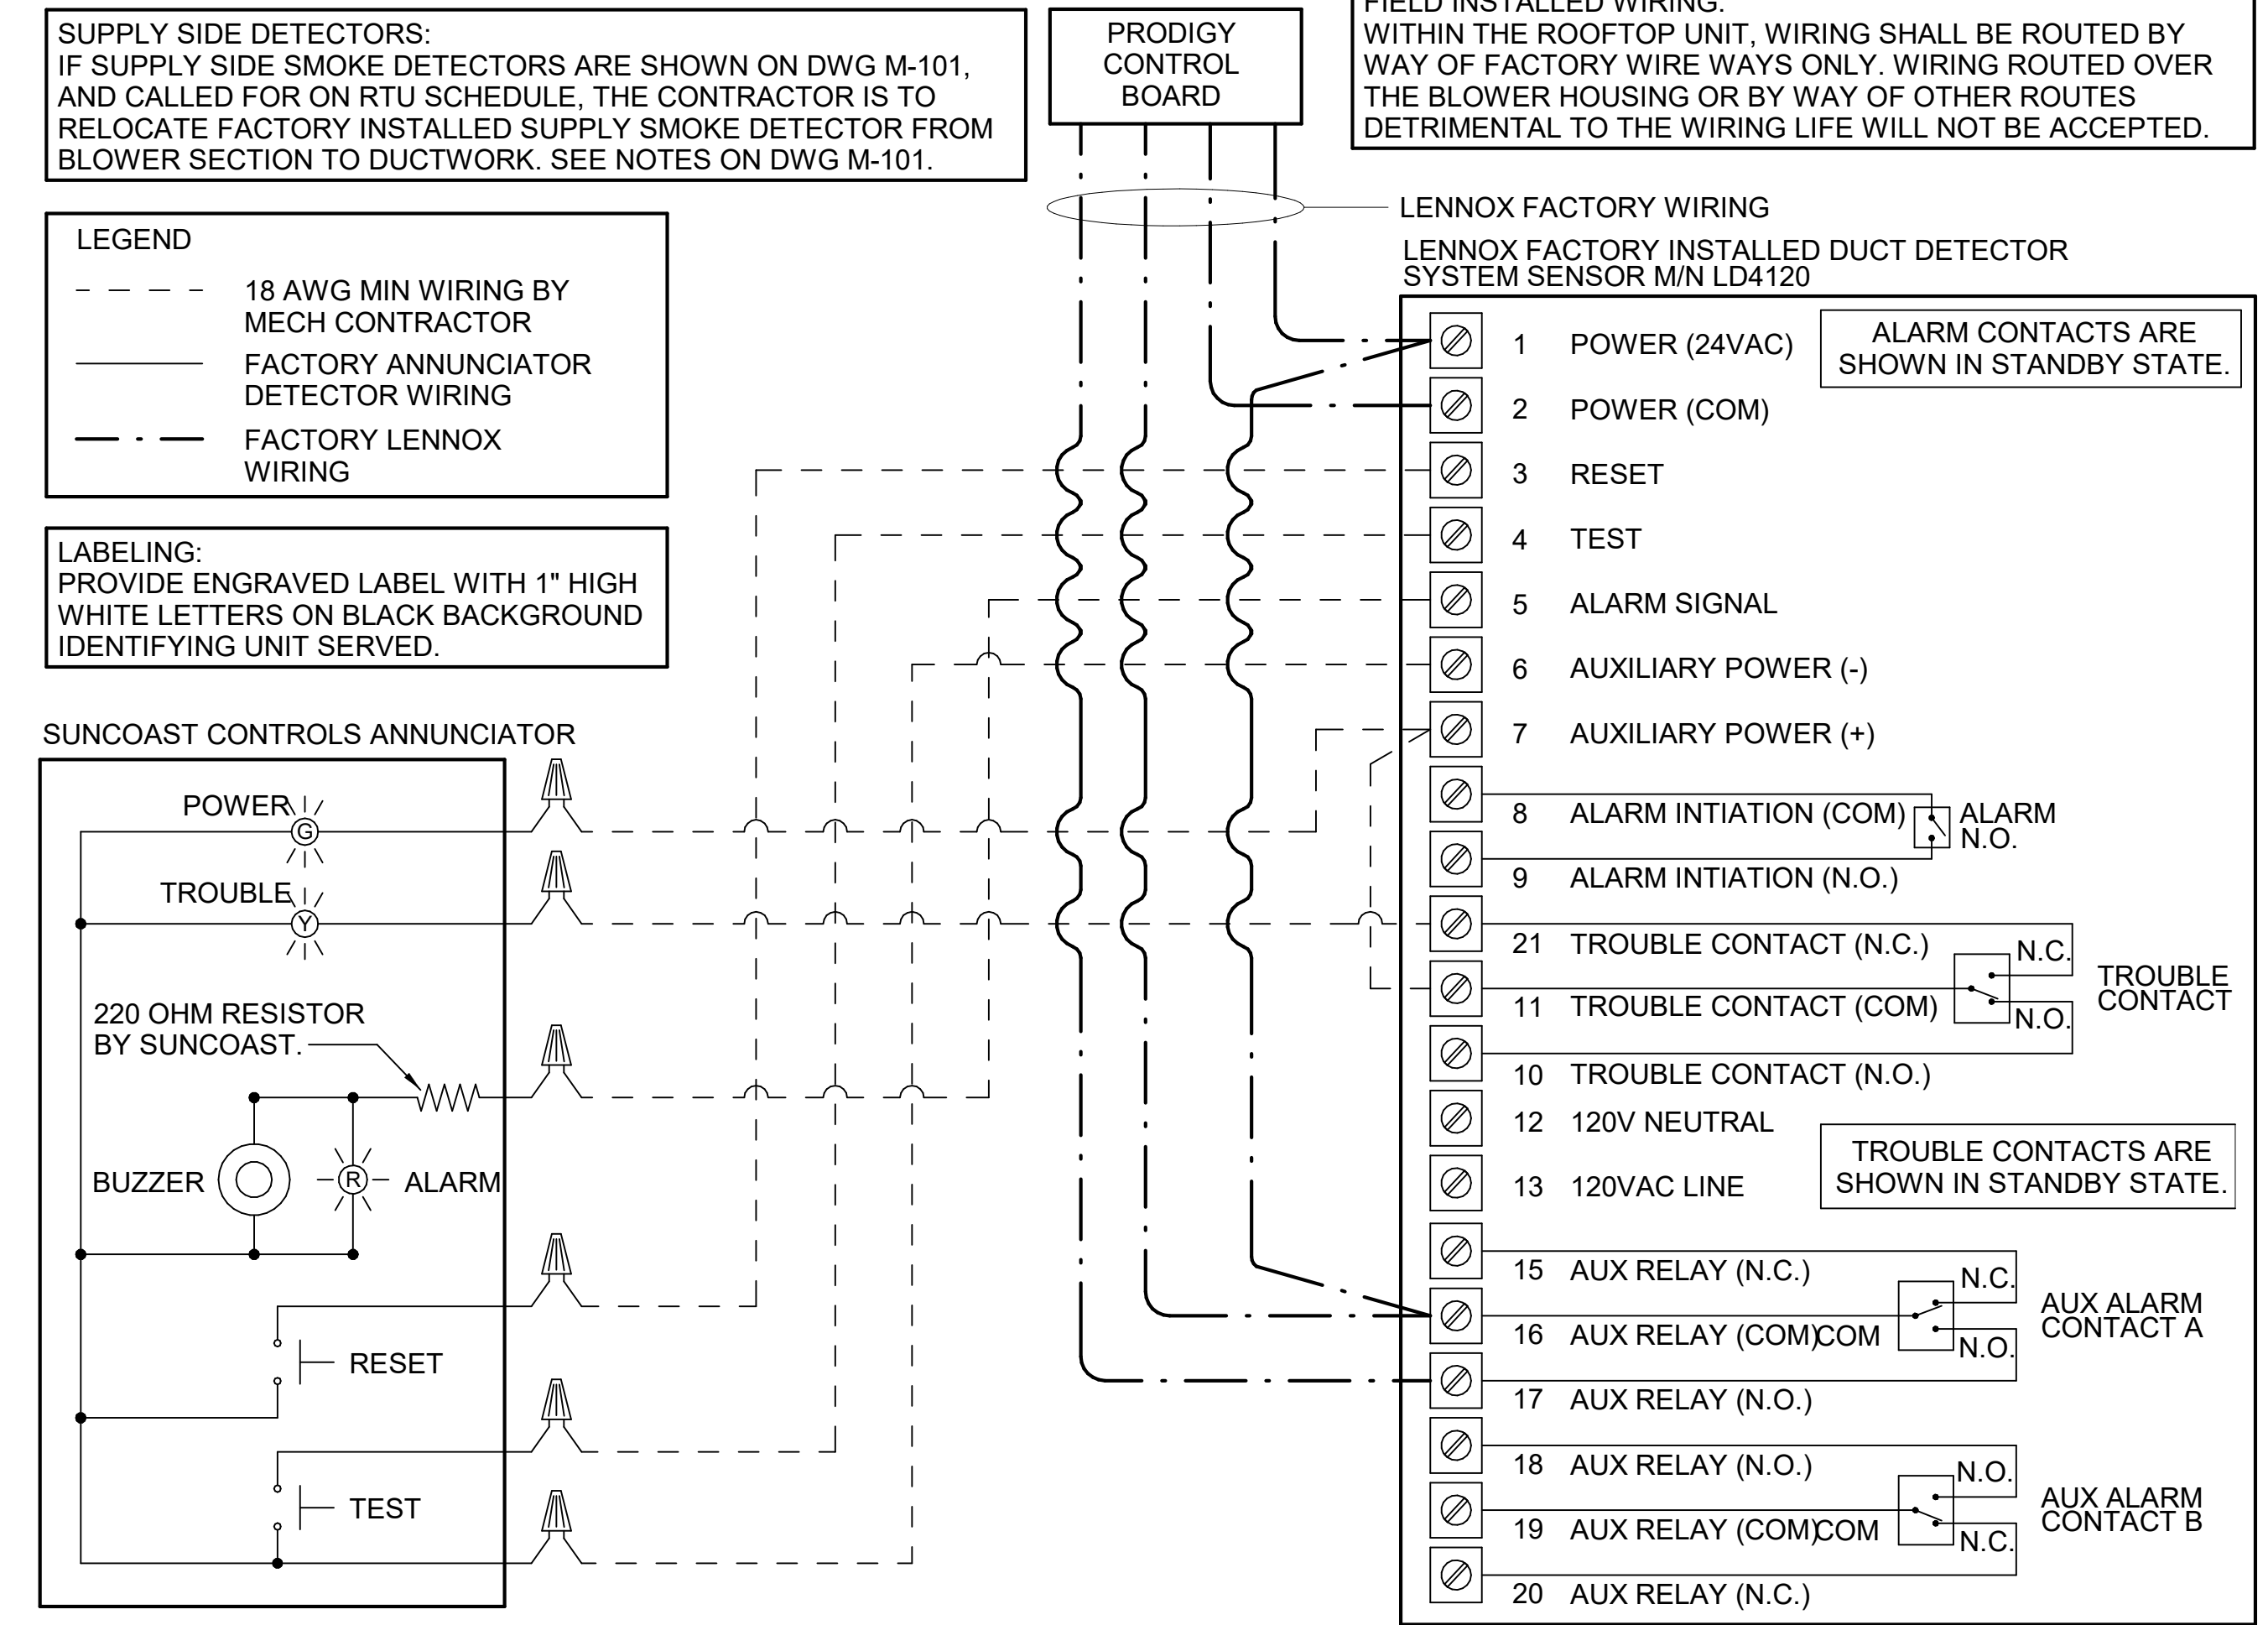 SUPPLY SIDE DETECTORS:
IF SUPPLY SIDE SMOKE DETECTORS ARE SHOWN ON DWG M-101,
AND CALLED FOR ON RTU SCHEDULE, THE CONTRACTOR IS TO
RELOCATE FACTORY INSTALLED SUPPLY SMOKE DETECTOR FROM
BLOWER SECTION TO DUCTWORK. SEE NOTES ON DWG M-101.
PRODIGY
CONTROL
BOARD
FIELD INSTALLED WIRING:
WITHIN THE ROOFTOP UNIT, WIRING SHALL BE ROUTED BY
WAY OF FACTORY WIRE WAYS ONLY. WIRING ROUTED OVER
THE BLOWER HOUSING OR BY WAY OF OTHER ROUTES
DETRIMENTAL TO THE WIRING LIFE WILL NOT BE ACCEPTED.
LEGEND
18 AWG MIN WIRING BY
MECH CONTRACTOR
FACTORY ANNUNCIATOR
DETECTOR WIRING
FACTORY LENNOX
WIRING
LABELING:
PROVIDE ENGRAVED LABEL WITH 1" HIGH
WHITE LETTERS ON BLACK BACKGROUND
IDENTIFYING UNIT SERVED.
SUNCOAST CONTROLS ANNUNCIATOR
POWER
G
TROUBLE
Y
220 OHM RESISTOR
BY SUNCOAST.
BUZZER
R
ALARM
RESET
TEST
LENNOX FACTORY WIRING
LENNOX FACTORY INSTALLED DUCT DETECTOR
SYSTEM SENSOR M/N LD4120
1 POWER (24VAC)
ALARM CONTACTS ARE
SHOWN IN STANDBY STATE.
2 POWER (COM)
3 RESET
4 TEST
5 ALARM SIGNAL
6 AUXILIARY POWER (-)
7 AUXILIARY POWER (+)
8 ALARM INTIATION (COM)
ALARM
N.O.
9 ALARM INTIATION (N.O.)
21 TROUBLE CONTACT (N.C.)
N.C.
TROUBLE
CONTACT
11 TROUBLE CONTACT (COM)
N.O.
10 TROUBLE CONTACT (N.O.)
12 120V NEUTRAL
13 120VAC LINE
TROUBLE CONTACTS ARE
SHOWN IN STANDBY STATE.
15 AUX RELAY (N.C.)
N.C.
AUX ALARM
CONTACT A
16 AUX RELAY (COM)COM
N.O.
17 AUX RELAY (N.O.)
18 AUX RELAY (N.O.)
N.O.
AUX ALARM
CONTACT B
19 AUX RELAY (COM)COM
N.C.
20 AUX RELAY (N.C.)